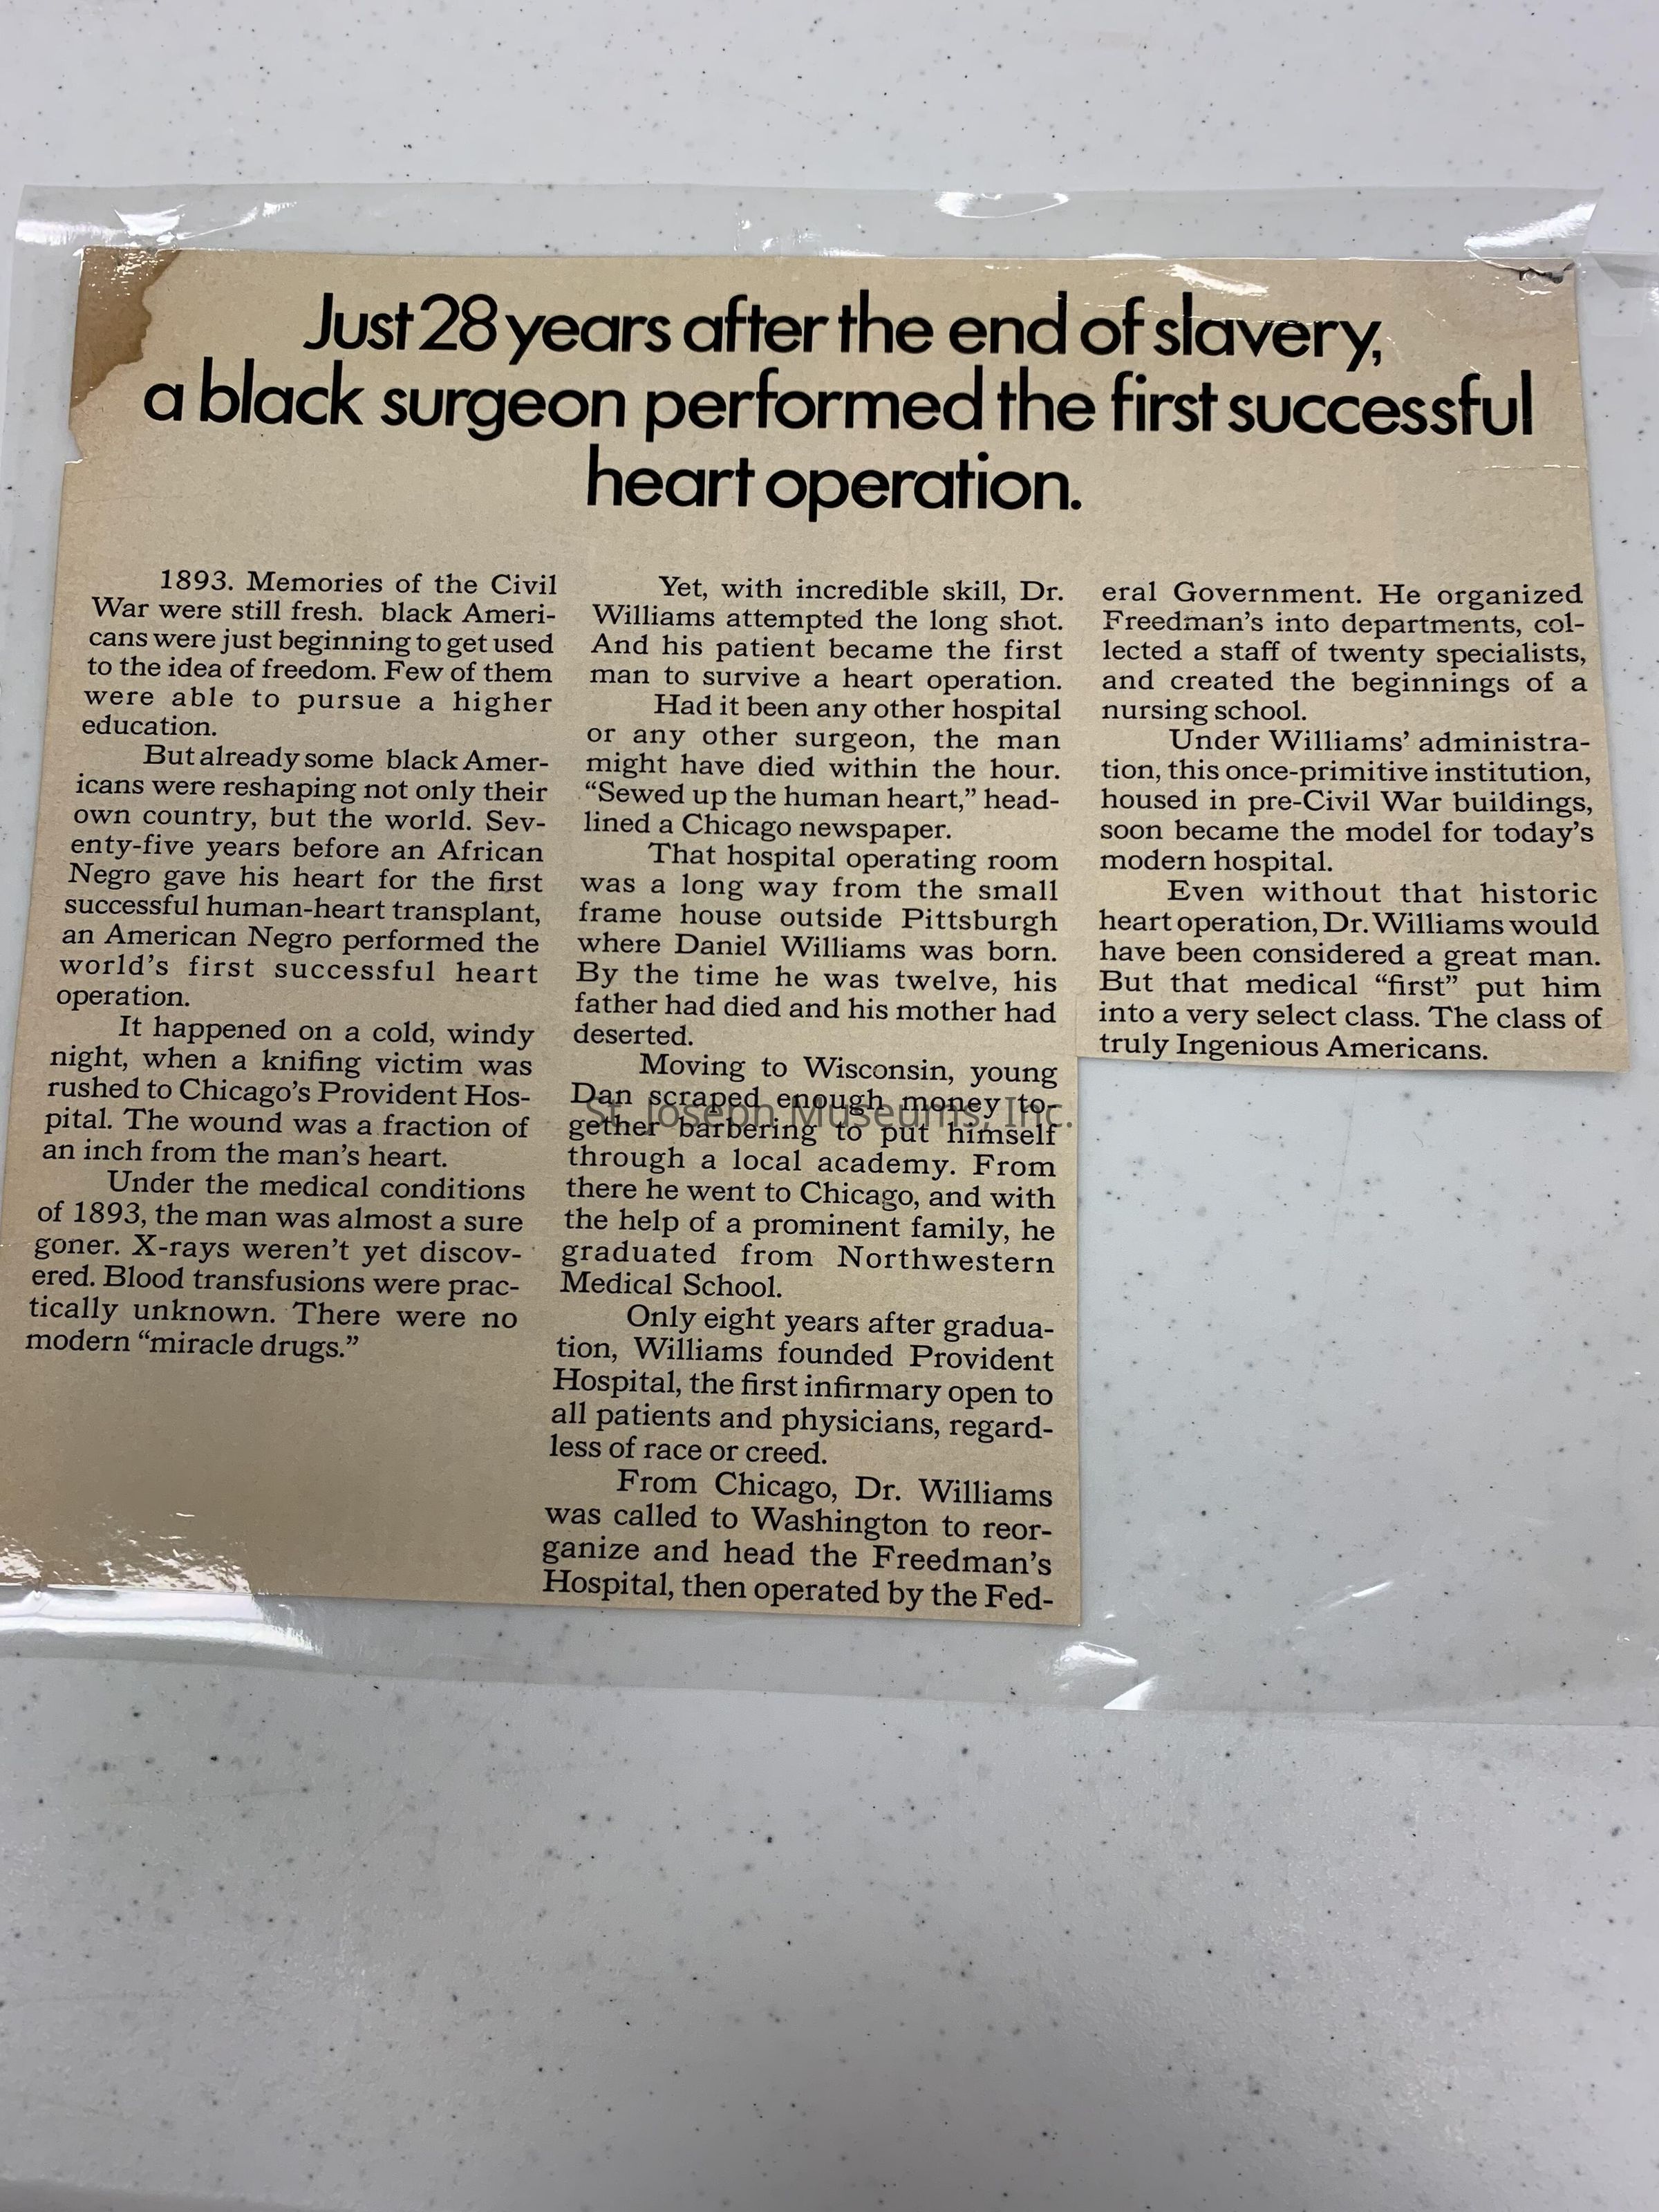 Just 28 years after the end of slavery,
a black surgeon performed the first successful
heart operation.
1893. Memories of the Civil
War were still fresh. black Ameri-
cans were just beginning to get used
to the idea of freedom. Few of them
were able to pursue a higher
education.
But already some black Amer-
icans were reshaping not only their
own country, but the world. Sev-
enty-five years before an African
Negro gave his heart for the first
successful human-heart transplant,
an American Negro performed the
world's first successful heart
operation.
It happened on a cold, windy
night, when a knifing victim was
rushed to Chicago's Provident Hos-
pital. The wound was a fraction of
an inch from the man's heart.
Under the medical conditions
of 1893, the man was almost a sure
goner. X-rays weren't yet discov-
ered. Blood transfusions were prac-
tically unknown. There were no
modern “miracle drugs.”
Yet, with incredible skill, Dr.
Williams attempted the long shot.
And his patient became the first
man to survive a heart operation.
Had it been any other hospital
or any other surgeon, the man
might have died within the hour.
“Sewed up the human heart,” head-
lined a Chicago newspaper.
That hospital operating room
was a long way from the small
frame house outside Pittsburgh
where Daniel Williams was born.
By the time he was twelve, his
father had died and his mother had
deserted.
Moving to Wisconsin, young
Dan scraped enough money to-
gether barbering to put himself
through a local academy. From
there he went to Chicago, and with
the help of a prominent family, he
graduated from Northwestern
Medical School.
Only eight years after gradua-
tion, Williams founded Provident
Hospital, the first infirmary open to
all patients and physicians, regard-
less of race or creed.
From Chicago, Dr. Williams
was called to Washington to reor-
ganize and head the Freedman's
Hospital, then operated by the Fed-
eral Government. He organized
Freedman's into departments, col-
lected a staff of twenty specialists,
and created the beginnings of a
nursing school.
Under Williams' administra-
tion, this once-primitive institution,
housed in pre-Civil War buildings,
soon became the model for today's
modern hospital.
Even without that historic
heart operation, Dr. Williams would
have been considered a great man.
But that medical “first” put him
into a very select class. The class of
truly Ingenious Americans.
St. Joseph Museums, Inc.